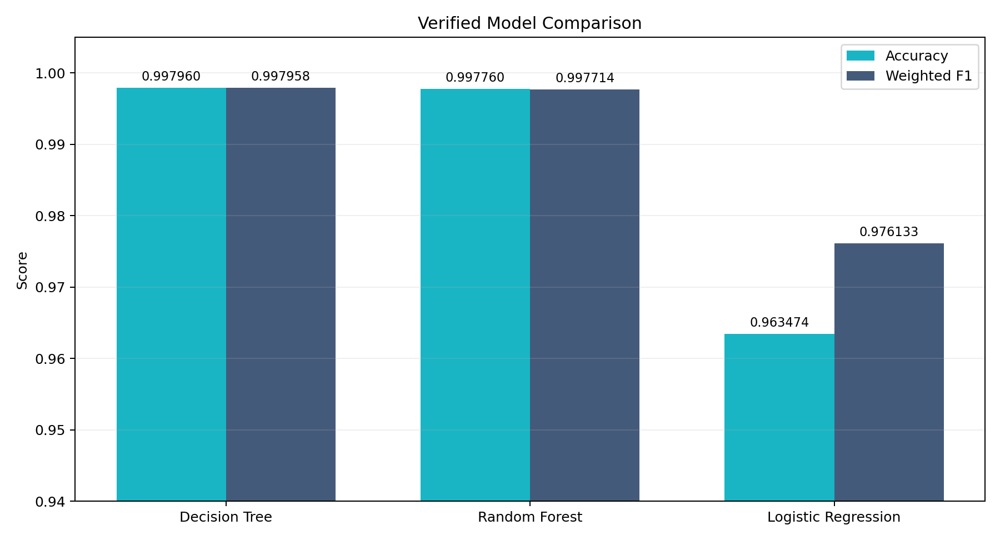 Verified Model Comparison
Accuracy
Weighted F1
1.00
0.99
0.98
0.97
0.96
0.95
0.94
Score
0.997960
0.997958
0.997760
0.997714
0.963474
0.976133
Decision Tree
Random Forest
Logistic Regression